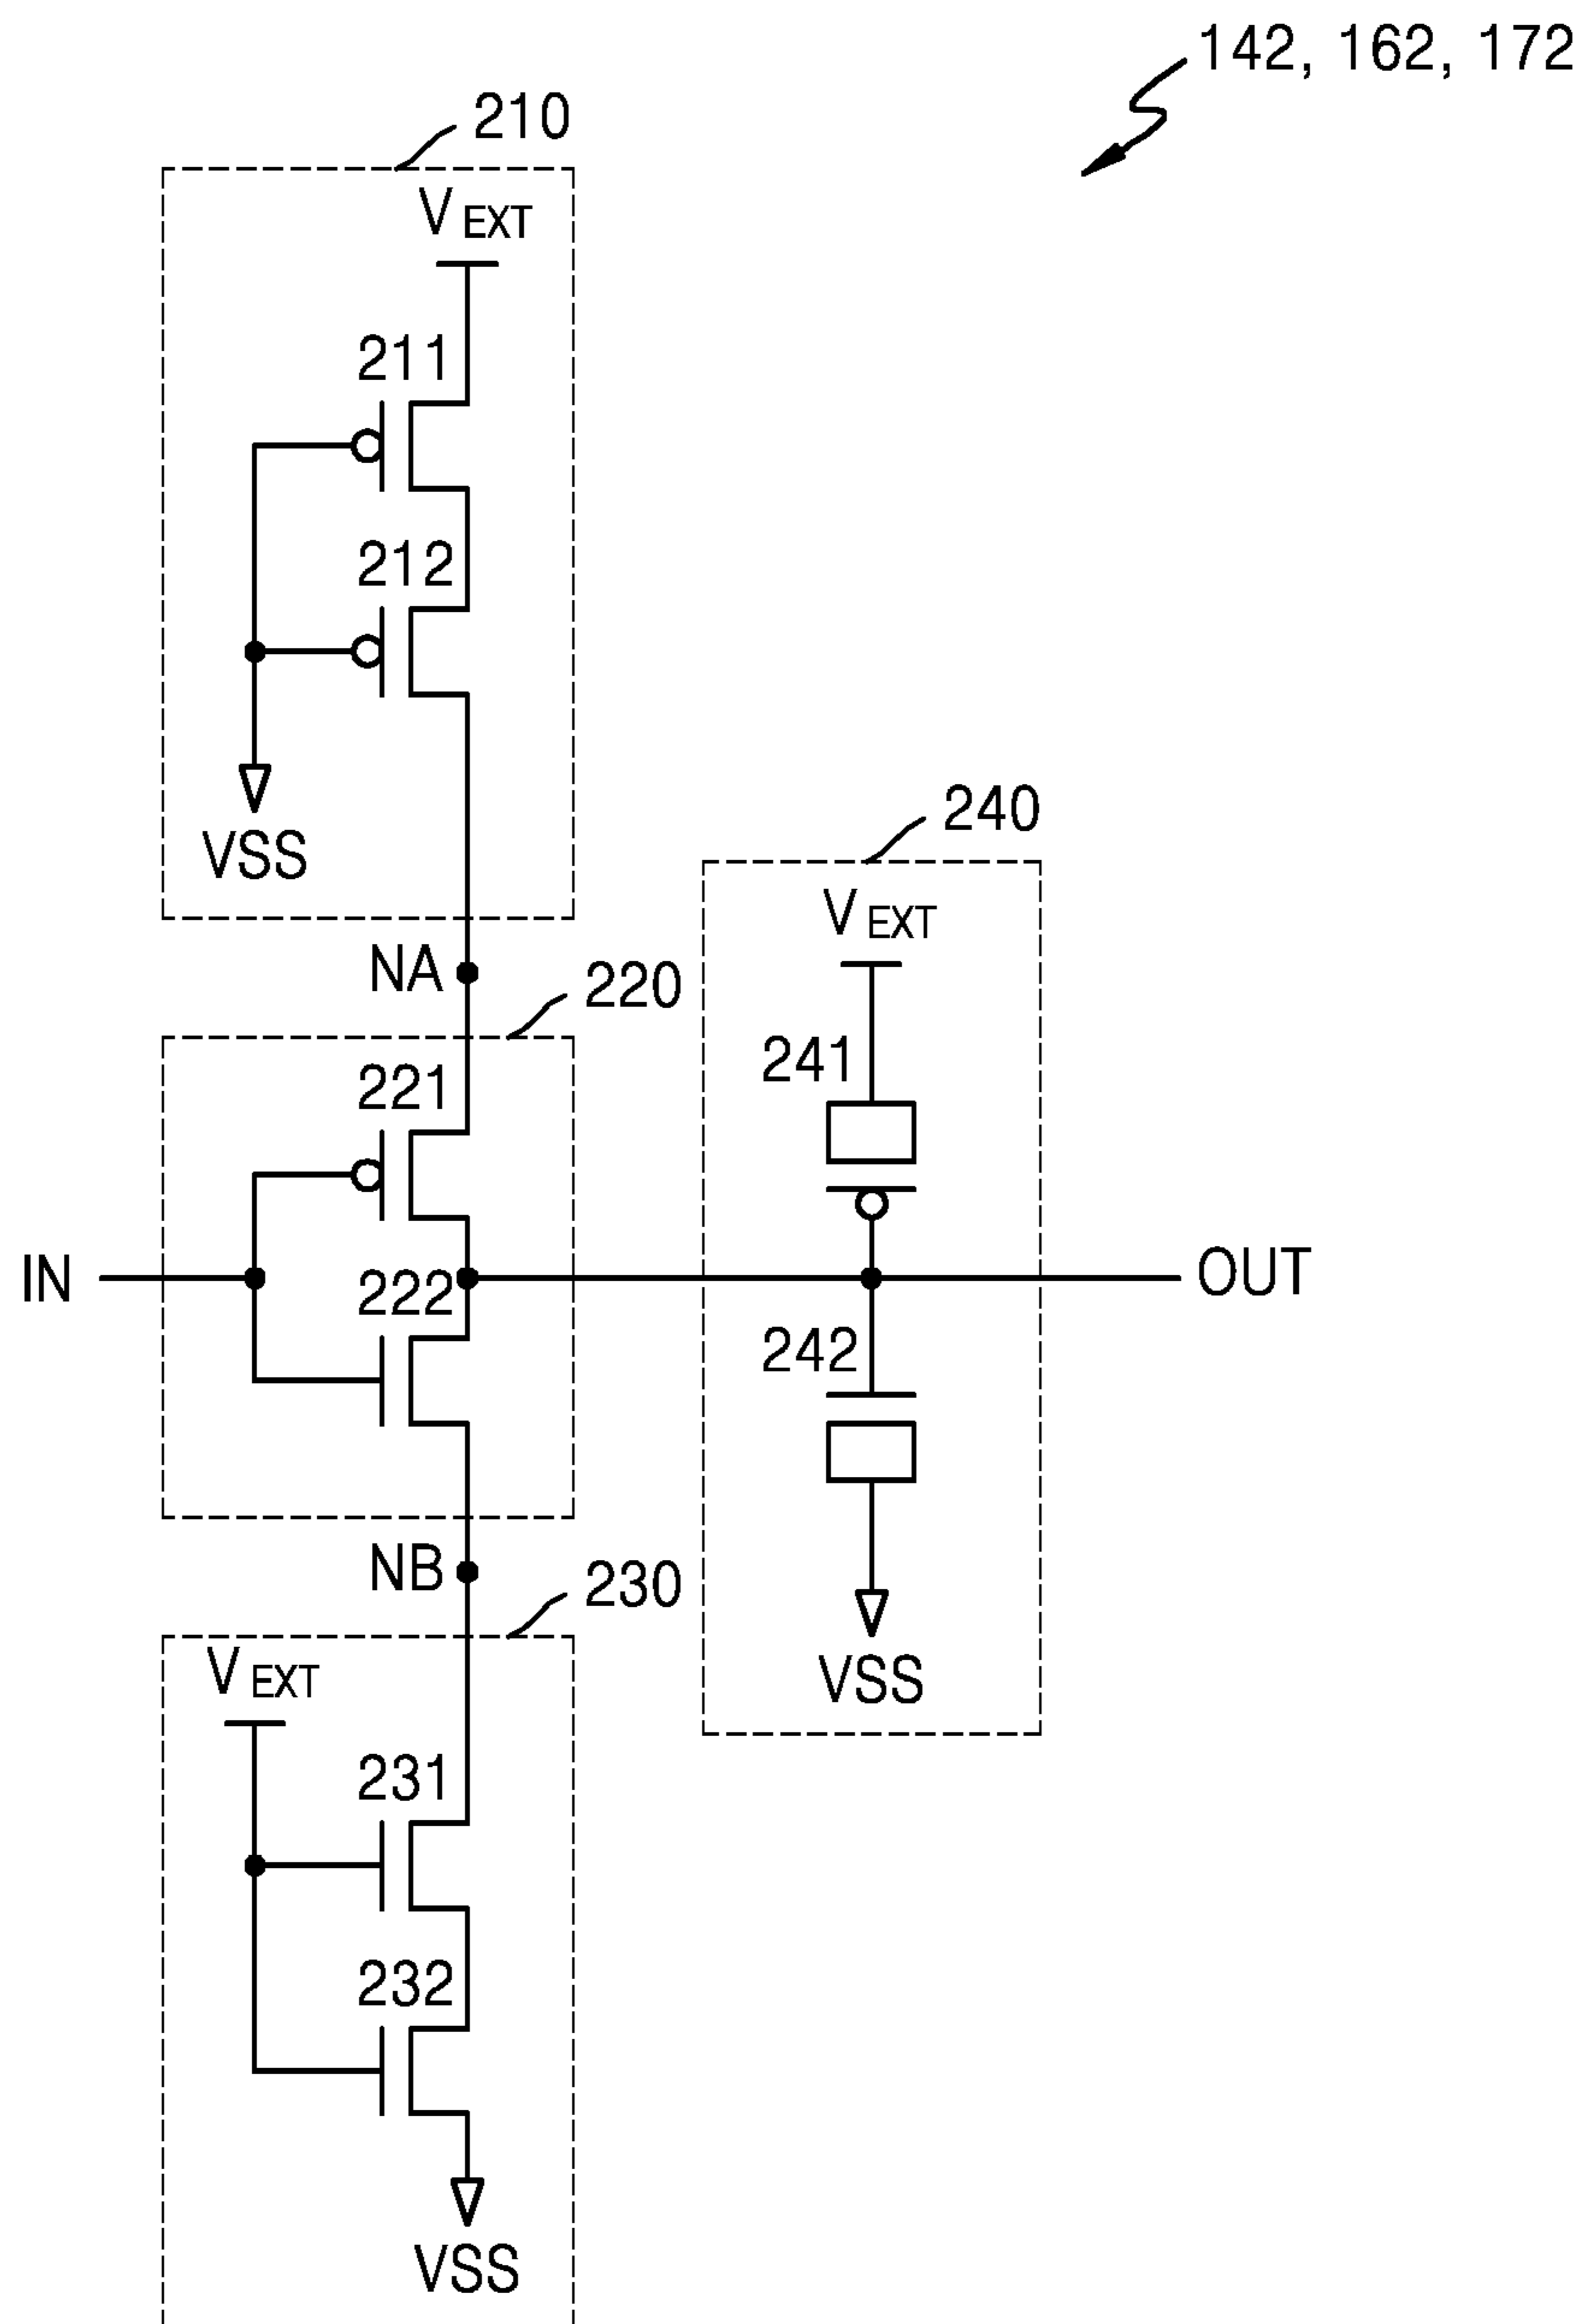 142, 162, 172
210
VEXT
211
212
VSS
240
VEXT
NA
220
241
221
IN
222
OUT
242
NB
230
VEXT
VSS
231
232
VSS